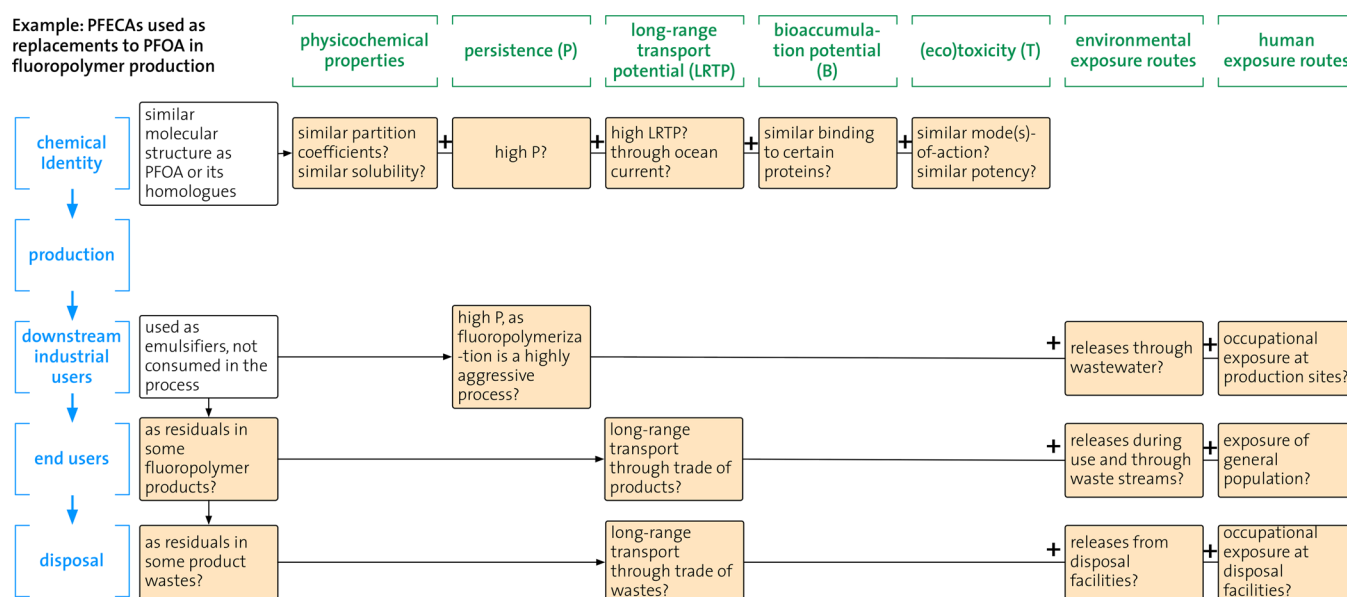 Example: PFECAs used as
replacements to PFOA in
fluoropolymer production
physicochemical
properties
persistence (P)
long-range
transport
potential (LRTP)
bioaccumula-
tion potential
(B)
(eco)toxicity (T)
environmental
exposure routes
human
exposure routes
chemical
Identity
similar
molecular
structure as
PFOA or its
homologues
similar partition
coefficients?
similar solubility?
+
high P?
+
high LRTP?
through ocean
current?
+
similar binding
to certain
proteins?
+
similar mode(s)-
of-action?
similar potency?
production
downstream
industrial
users
used as
emulsifiers, not
consumed in the
process
high P, as
fluoropolymeriza
-tion is a highly
aggressive
process?
+
releases through
wastewater?
+
occupational
exposure at
production sites?
end users
as residuals in
some
fluoropolymer
products?
long-range
transport
through trade of
products?
+
releases during
use and through
waste streams?
+
exposure of
general
population?
disposal
as residuals in
some product
wastes?
long-range
transport
through trade of
wastes?
+
releases from
disposal
facilities?
+
occupational
exposure at
disposal
facilities?